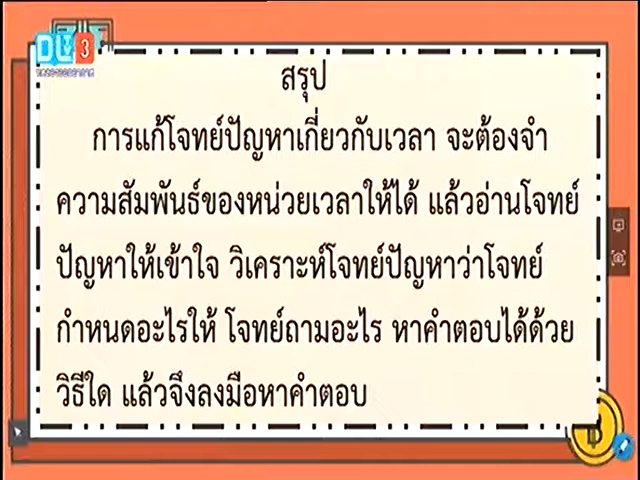 DLTV 3
สรุป
การแก้โจทย์ปัญหาเกี่ยวกับเวลา จะต้องจำ
ความสัมพันธ์ของหน่วยเวลาให้ได้ แล้วอ่านโจทย์
ปัญหาให้เข้าใจ วิเคราะห์โจทย์ปัญหาว่าโจทย์
กำหนดอะไรให้ โจทย์ถามอะไร หาคำตอบได้ด้วย
วิธีใด แล้วจึงลงมือหาคำตอบ